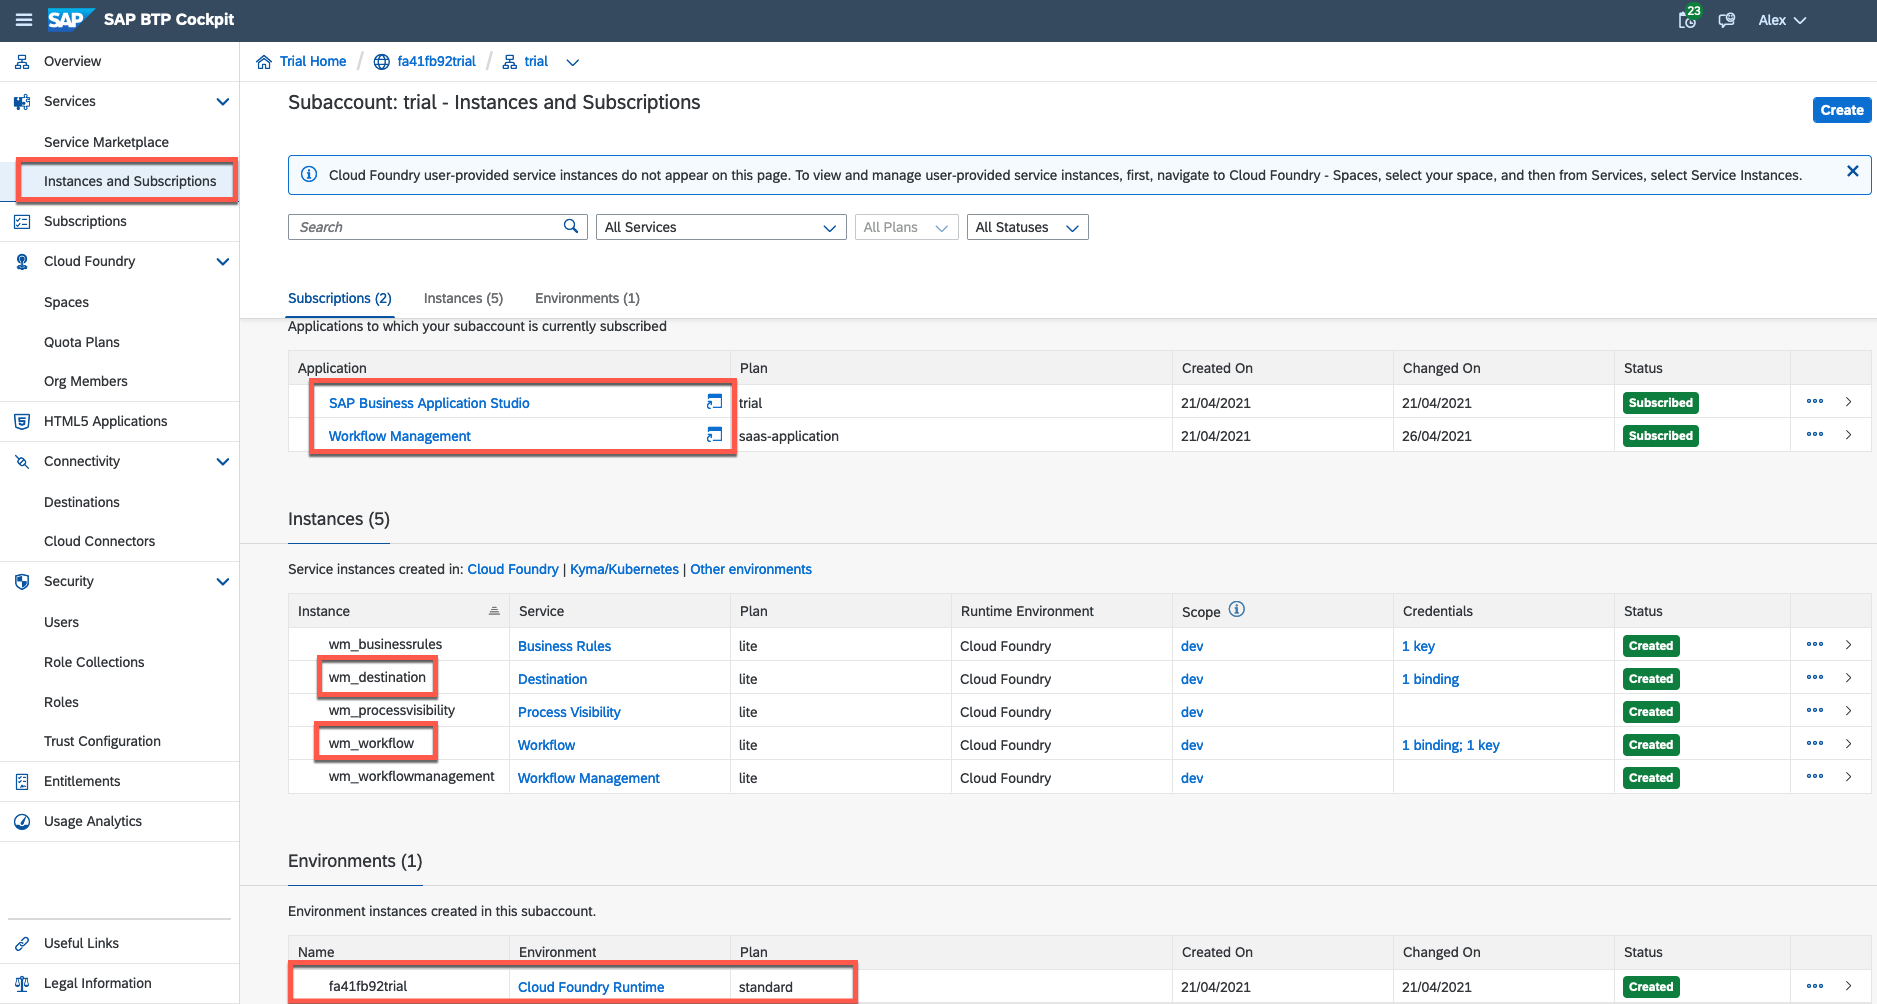 SAP SAP BTP Cockpit
23
Alex
Overview
Services
Service Marketplace
Instances and Subscriptions
Subscriptions
Cloud Foundry
Spaces
Quota Plans
Org Members
HTML5 Applications
Connectivity
Destinations
Cloud Connectors
Security
Users
Role Collections
Roles
Trust Configuration
Entitlements
Usage Analytics
Useful Links
Legal Information
Trial Home / fa41fb92trial / trial
Subaccount: trial - Instances and Subscriptions
Create
Cloud Foundry user-provided service instances do not appear on this page. To view and manage user-provided service instances, first, navigate to Cloud Foundry - Spaces, select your space, and then from Services, select Service Instances.
Search All Services All Plans All Statuses
Subscriptions (2) Instances (5) Environments (1)
Applications to which your subaccount is currently subscribed
Application Plan Created On Changed On Status
SAP Business Application Studio trial 21/04/2021 21/04/2021 Subscribed
Workflow Management saas-application 21/04/2021 26/04/2021 Subscribed
Instances (5)
Service instances created in: Cloud Foundry | Kyma/Kubernetes | Other environments
Instance Service Plan Runtime Environment Scope Credentials Status
wm_businessrules Business Rules lite Cloud Foundry dev 1 key Created
wm_destination Destination lite Cloud Foundry dev 1 binding Created
wm_processvisibility Process Visibility lite Cloud Foundry dev Created
wm_workflow Workflow lite Cloud Foundry dev 1 binding; 1 key Created
wm_workflowmanagement Workflow Management lite Cloud Foundry dev Created
Environments (1)
Environment instances created in this subaccount.
Name Environment Plan Created On Changed On Status
fa41fb92trial Cloud Foundry Runtime standard 21/04/2021 21/04/2021 Created